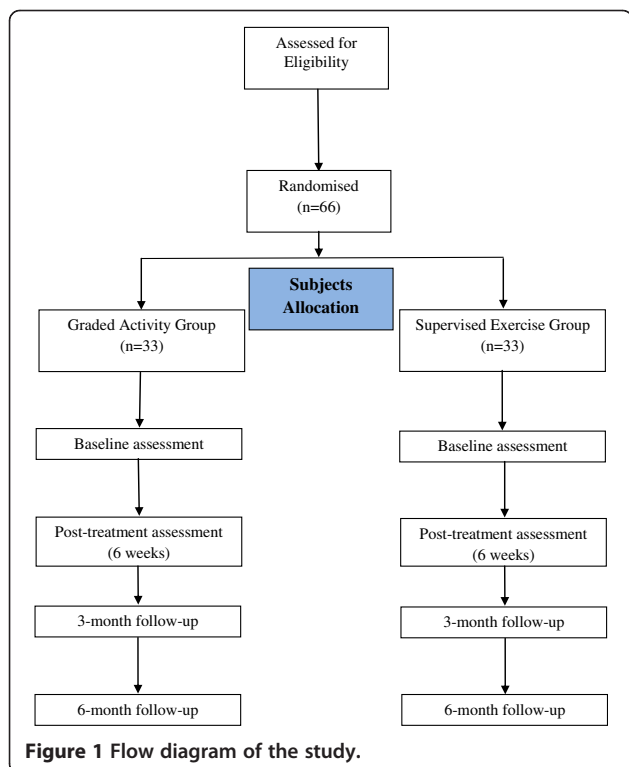 Assessed for
Eligibility
Randomised
(n=66)
Subjects
Allocation
Graded Activity Group
(n=33)
Supervised Exercise Group
(n=33)
Baseline assessment
Baseline assessment
Post-treatment assessment
(6 weeks)
Post-treatment assessment
(6 weeks)
3-month follow-up
3-month follow-up
6-month follow-up
6-month follow-up
Figure 1 Flow diagram of the study.